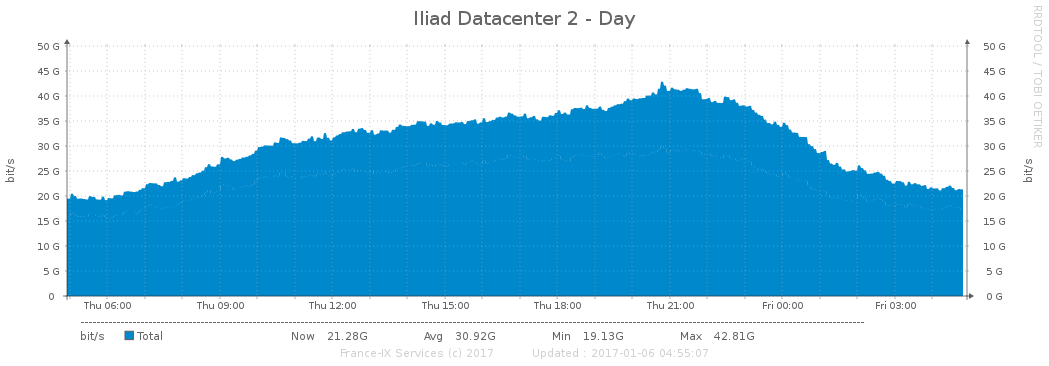 Iliad Datacenter 2 - Day
RRDTOOL / TOBI OETIKER
50 G 50 G
45 G 45 G
40 G 40 G
35 G 35 G
30 G 30 G
25 G 25 G
20 G 20 G
15 G 15 G
10 G 10 G
5 G 5 G
0 0 G
bit/s
bit/s
Thu 06:00 Thu 09:00 Thu 12:00 Thu 15:00 Thu 18:00 Thu 21:00 Fri 00:00 Fri 03:00
bit/s Total Now 21.28G Avg 30.92G Min 19.13G Max 42.81G
France-IX Services (c) 2017 Updated : 2017-01-06 04:55:07